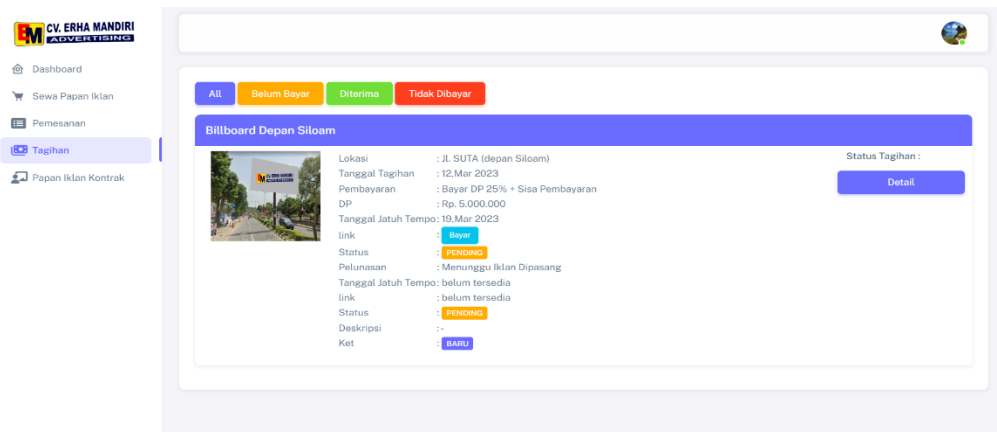 EM CV. ERHA MANDIRI
ADVERTISING
Dashboard
Sewa Papan Iklan
Pemesanan
Tagihan
Papan Iklan Kontrak
All Belum Bayar Diterima Tidak Dibayar
Billboard Depan Siloam
Lokasi : Jl. SUTA (depan Siloam)
Tanggal Tagihan : 12,Mar 2023
Pembayaran : Bayar DP 25% + Sisa Pembayaran
DP : Rp. 5.000.000
Tanggal Jatuh Tempo : 19,Mar 2023
link : Bayar
Status : PENDING
Pelunasan : Menunggu Iklan Dipasang
Tanggal Jatuh Tempo : belum tersedia
link : belum tersedia
Status : PENDING
Deskripsi : -
Ket : BARU
Status Tagihan :
Detail